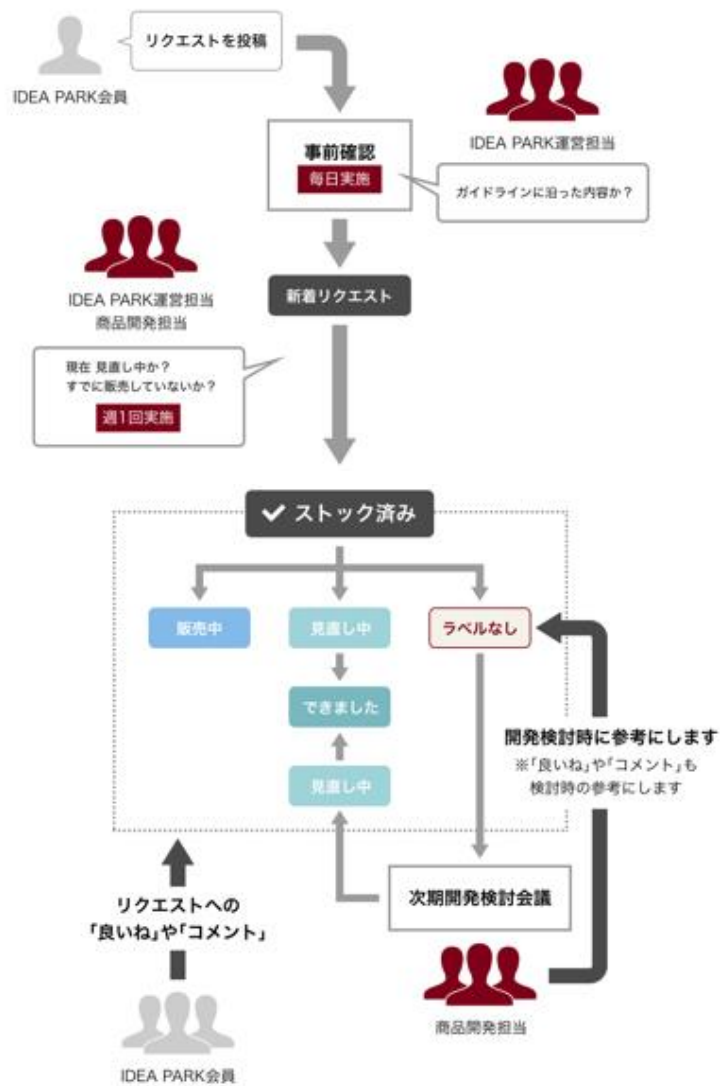 リクエストを投稿
IDEA PARK会員
IDEA PARK運営担当
事前確認
毎日実施
ガイドラインに沿った内容か？
IDEA PARK運営担当
商品開発担当
新着リクエスト
現在 見直し中か？
すでに販売していないか？
週1回実施
ストック済み
販売中
見直し中
ラベルなし
できました
見直し中
開発検討時に参考にします
※「良いね」や「コメント」も
検討時の参考にします
次期開発検討会議
リクエストへの
「良いね」や「コメント」
商品開発担当
IDEA PARK会員